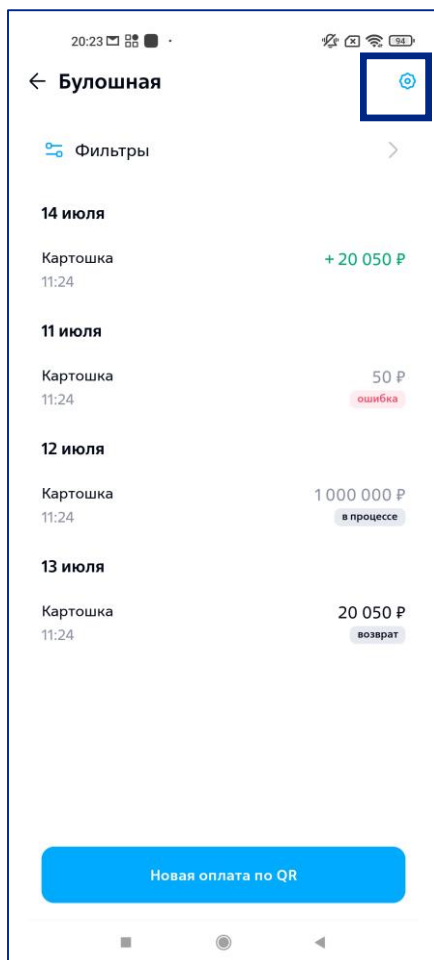 20:23
94
Булошная
Фильтры
14 июля
Картошка
+ 20 050 ₽
11:24
11 июля
Картошка
50 ₽
11:24
ошибка
12 июля
Картошка
1 000 000 ₽
11:24
в процессе
13 июля
Картошка
20 050 ₽
11:24
возврат
Новая оплата по QR